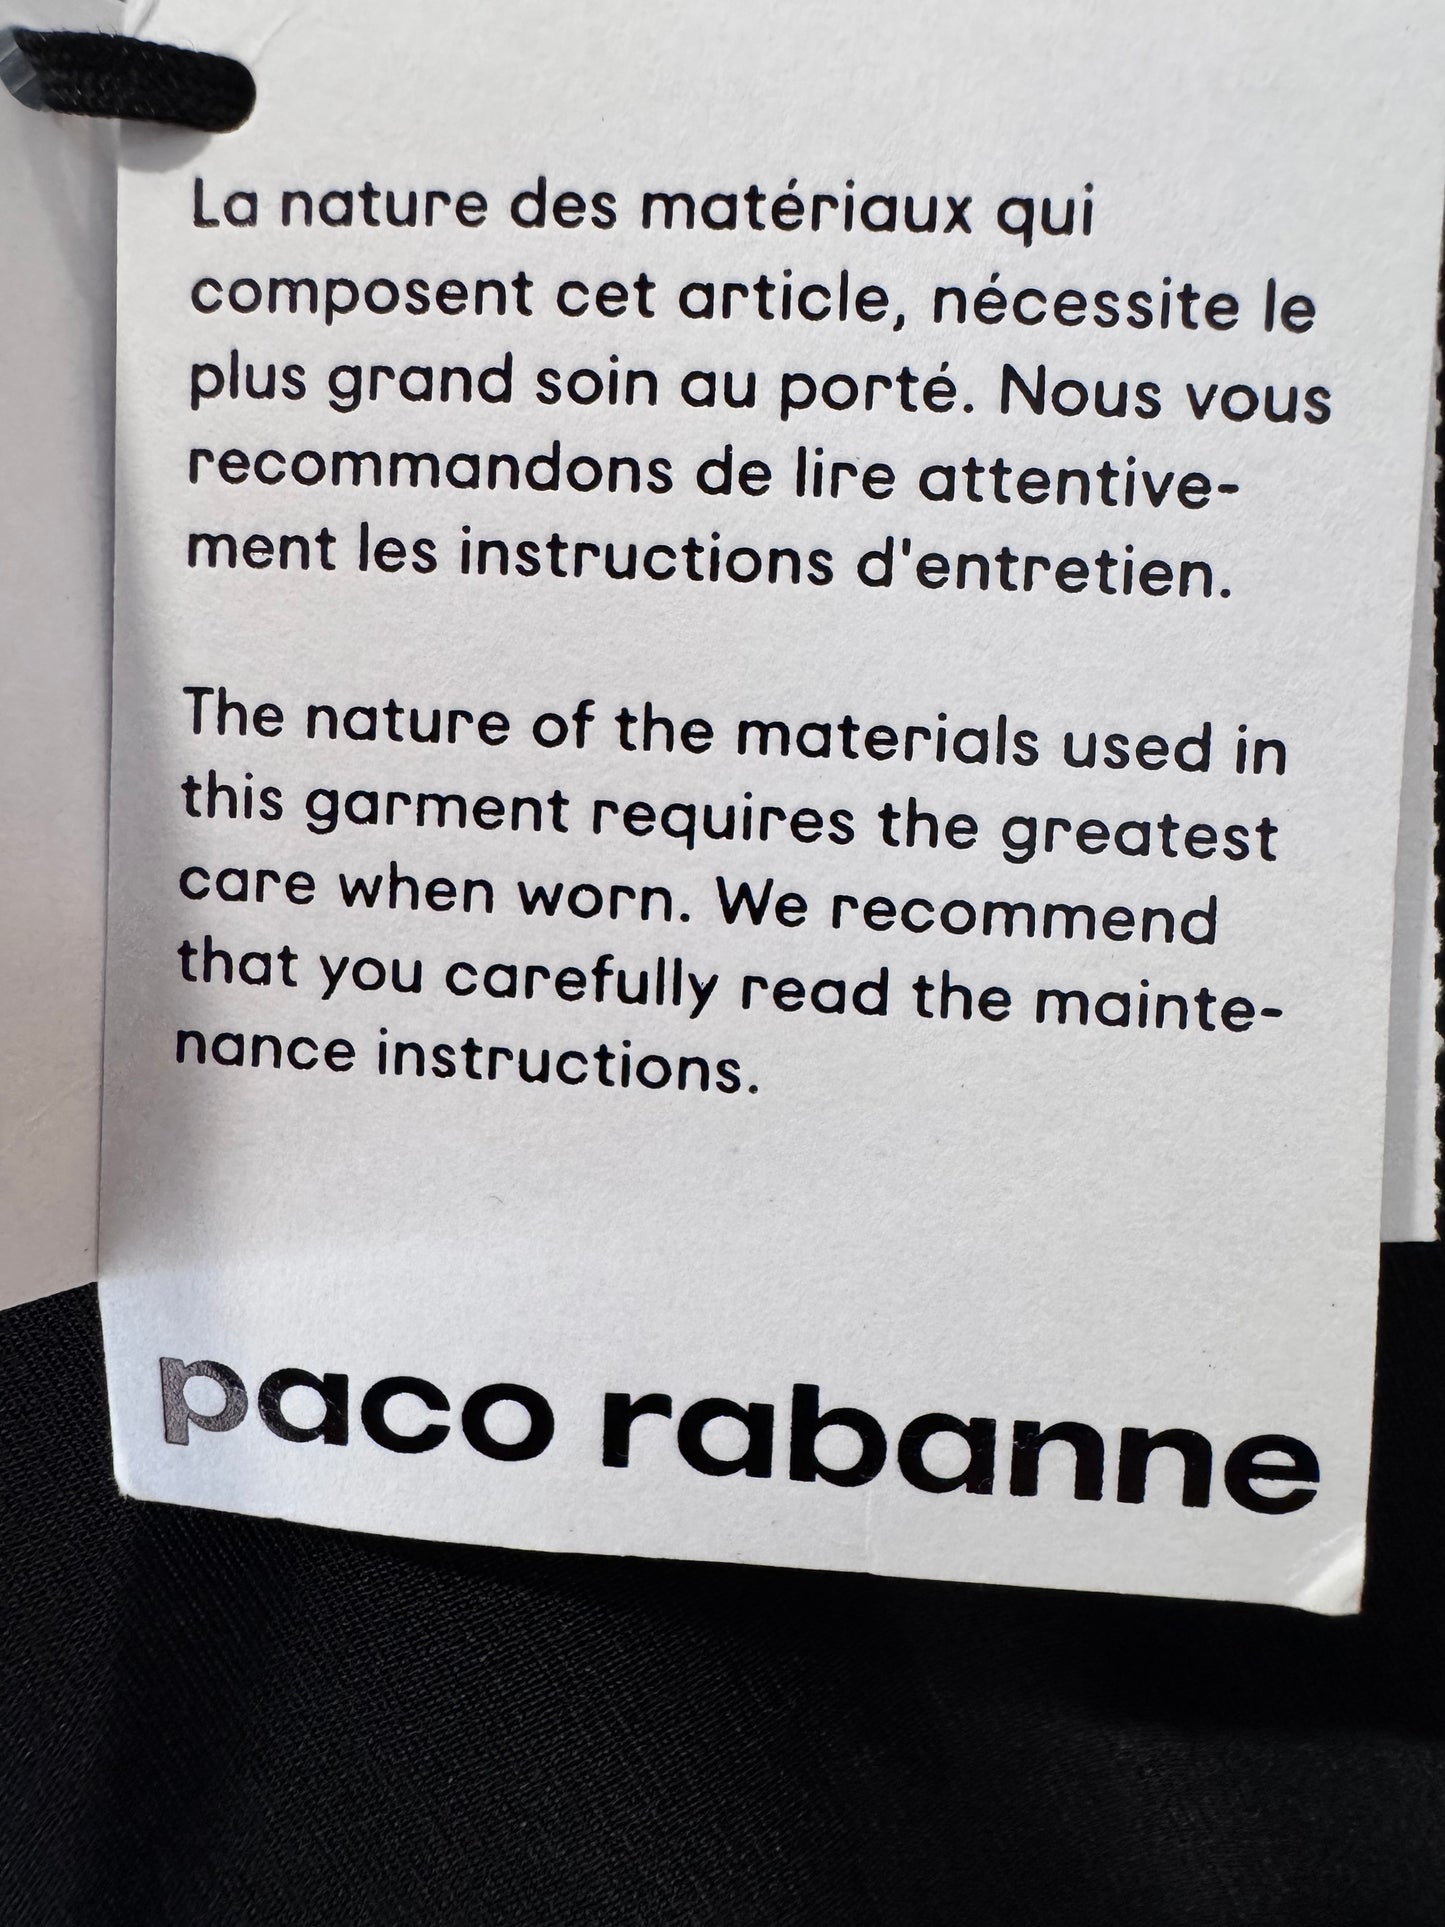 La nature des matériaux qui
composent cet article, nécessite le
plus grand soin au porté. Nous vous
recommandons de lire attentive-
ment les instructions d'entretien.
The nature of the materials used in
this garment requires the greatest
care when worn. We recommend
that you carefully read the mainte-
nance instructions.
paco rabanne